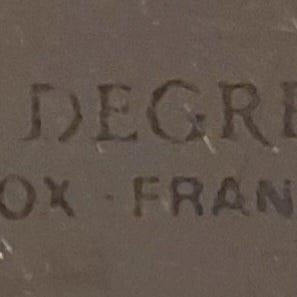 DEGRE
OX · FRAN